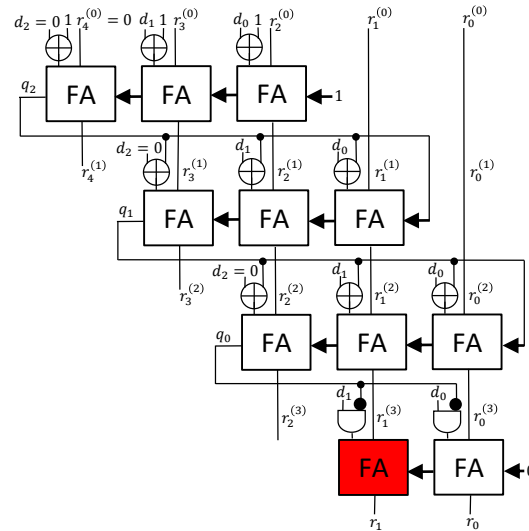 d₂ = 0 1 r₄⁽⁰⁾ = 0 d₁ 1 r₃⁽⁰⁾ d₀ 1 r₂⁽⁰⁾ r₁⁽⁰⁾ r₀⁽⁰⁾
q₂ FA FA FA 1
r₄⁽¹⁾ d₂ = 0 r₃⁽¹⁾ d₁ r₂⁽¹⁾ d₀ r₁⁽¹⁾ r₀⁽¹⁾
q₁ FA FA FA
r₃⁽²⁾ d₂ = 0 r₂⁽²⁾ d₁ r₁⁽²⁾ d₀ r₀⁽²⁾
q₀ FA FA FA
r₂⁽³⁾ d₁ r₁⁽³⁾ d₀ r₀⁽³⁾
FA FA
r₁ r₀